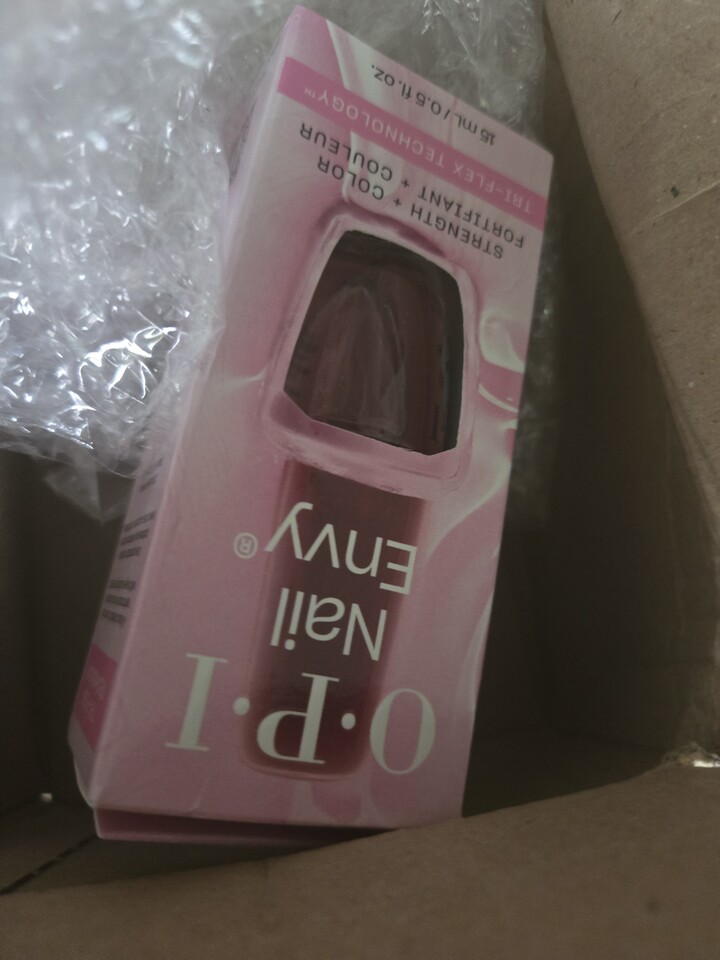 O·P·I
Nail
Envy®
STRENGTH + COLOR
FORTIFIANT + COULEUR
TRI-FLEX TECHNOLOGY™
15 mL / 0.5 fl. oz.